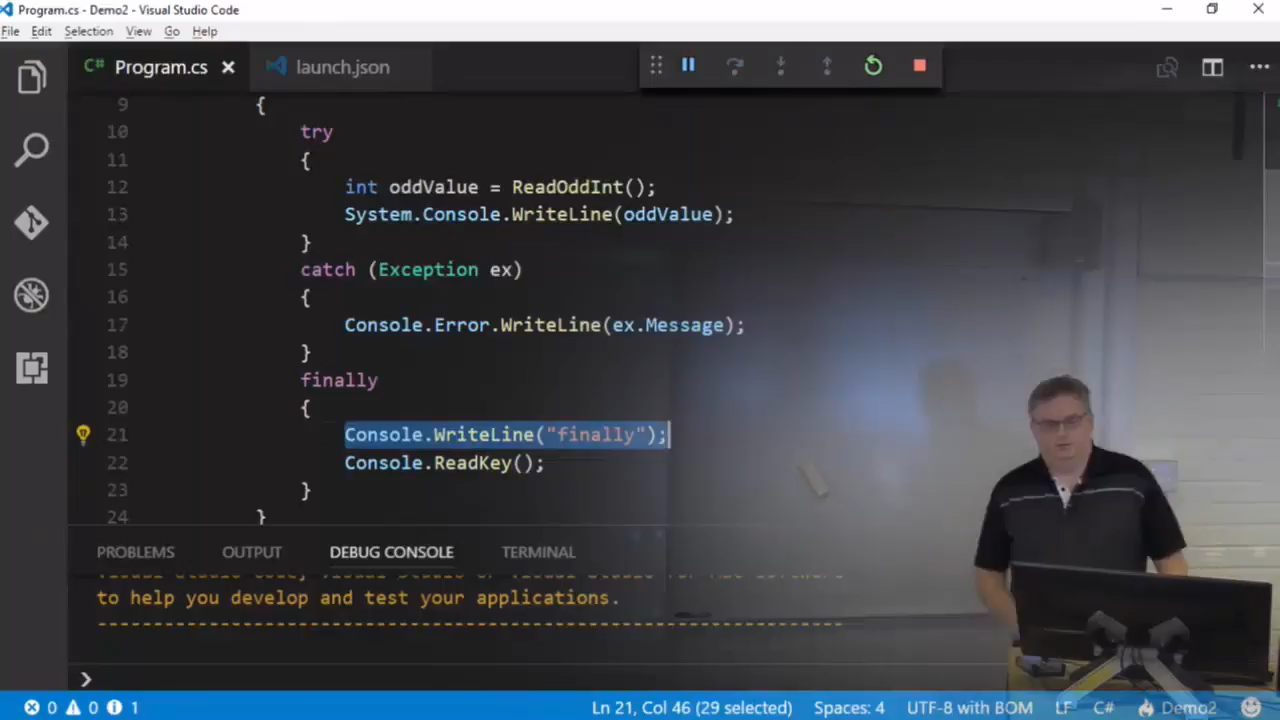 Program.cs - Demo2 - Visual Studio Code
File Edit Selection View Go Help
C# Program.cs launch.json
9 {
10 try
11 {
12 int oddValue = ReadOddInt();
13 System.Console.WriteLine(oddValue);
14 }
15 catch (Exception ex)
16 {
17 Console.Error.WriteLine(ex.Message);
18 }
19 finally
20 {
21 Console.WriteLine("finally");
22 Console.ReadKey();
23 }
24 }
PROBLEMS OUTPUT DEBUG CONSOLE TERMINAL
to help you develop and test your applications.
0 0 1 Ln 21, Col 46 (29 selected) Spaces: 4 UTF-8 with BOM LF C# Demo2